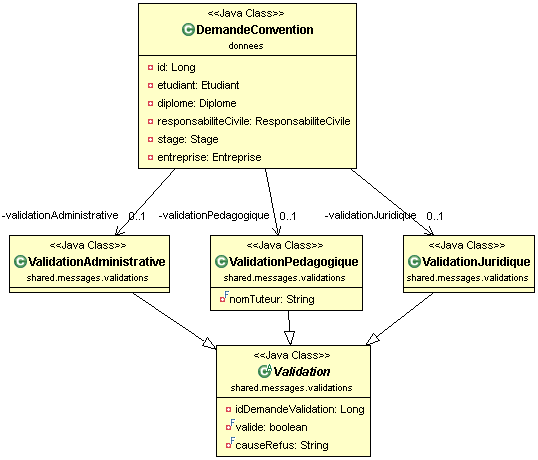 <<Java Class>>
DemandeConvention
donnees
id: Long
etudiant: Etudiant
diplome: Diplome
responsabiliteCivile: ResponsabiliteCivile
stage: Stage
entreprise: Entreprise
-validationAdministrative 0..1
-validationPedagogique 0..1
-validationJuridique 0..1
<<Java Class>>
ValidationAdministrative
shared.messages.validations
<<Java Class>>
ValidationPedagogique
shared.messages.validations
F nomTuteur: String
<<Java Class>>
ValidationJuridique
shared.messages.validations
<<Java Class>>
Validation
shared.messages.validations
idDemandeValidation: Long
F valide: boolean
F causeRefus: String